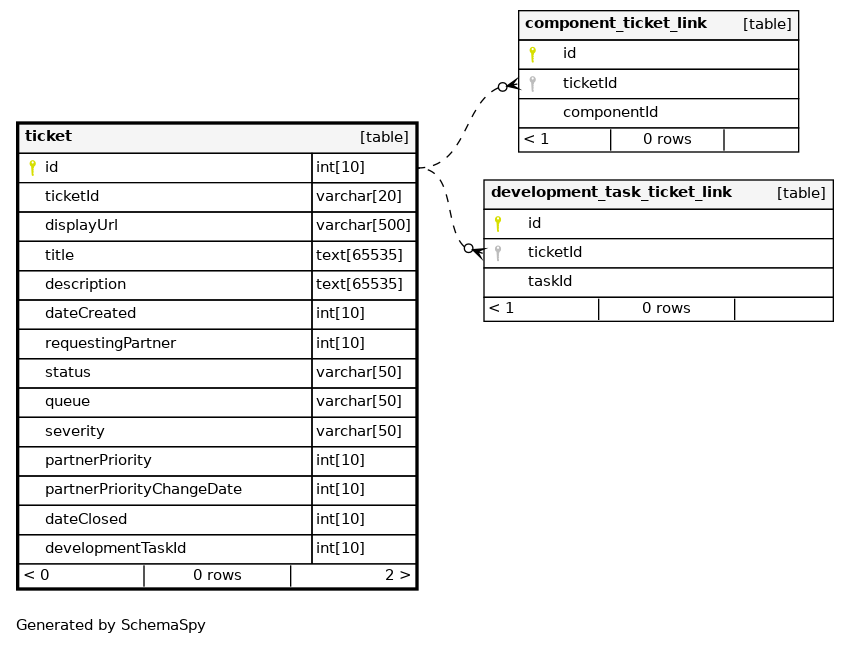 component_ticket_link [table]
id
ticketId
componentId
< 1 0 rows
ticket [table]
id int[10]
ticketId varchar[20]
displayUrl varchar[500]
title text[65535]
description text[65535]
dateCreated int[10]
requestingPartner int[10]
status varchar[50]
queue varchar[50]
severity varchar[50]
partnerPriority int[10]
partnerPriorityChangeDate int[10]
dateClosed int[10]
developmentTaskId int[10]
< 0 0 rows 2 >
development_task_ticket_link [table]
id
ticketId
taskId
< 1 0 rows
Generated by SchemaSpy